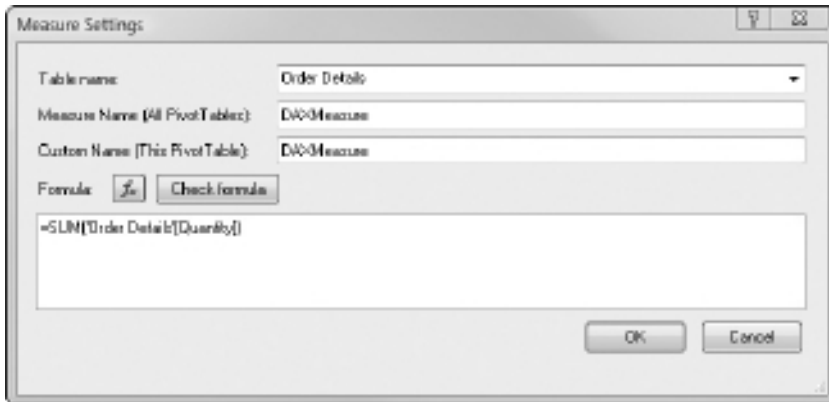 Measure Settings
Table name: Order Details
Measure Name (All PivotTables): DAXMeasure
Custom Name (This PivotTable): DAXMeasure
Formula: fx Check formula
=SUM('Order Details'[Quantity])
OK Cancel